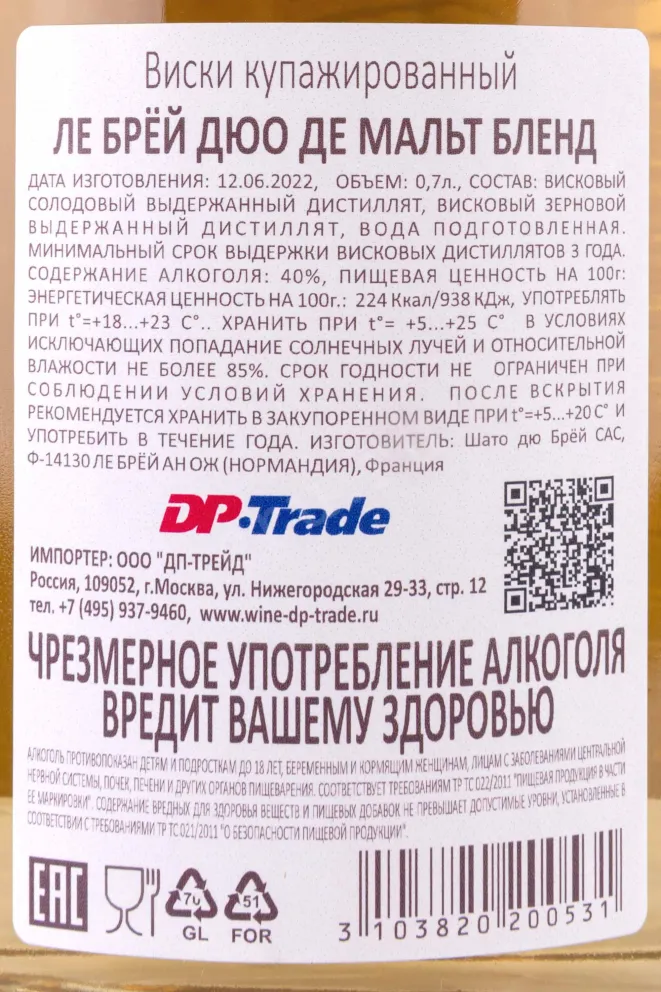 Виски купажированный
ЛЕ БРЁЙ ДЮО ДЕ МАЛЬТ БЛЕНД
ДАТА ИЗГОТОВЛЕНИЯ: 12.06.2022, ОБЪЕМ: 0,7л., СОСТАВ: ВИСКОВЫЙ
СОЛОДОВЫЙ ВЫДЕРЖАННЫЙ ДИСТИЛЛЯТ, ВИСКОВЫЙ ЗЕРНОВОЙ
ВЫДЕРЖАННЫЙ ДИСТИЛЛЯТ, ВОДА ПОДГОТОВЛЕННАЯ.
МИНИМАЛЬНЫЙ СРОК ВЫДЕРЖКИ ВИСКОВЫХ ДИСТИЛЛЯТОВ 3 ГОДА.
СОДЕРЖАНИЕ АЛКОГОЛЯ: 40%, ПИЩЕВАЯ ЦЕННОСТЬ НА 100г:
ЭНЕРГЕТИЧЕСКАЯ ЦЕННОСТЬ НА 100г.: 224 Ккал/938 КДж, УПОТРЕБЛЯТЬ
ПРИ t°=+18...+23 С°.. ХРАНИТЬ ПРИ t°= +5...+25 С° В УСЛОВИЯХ
ИСКЛЮЧАЮЩИХ ПОПАДАНИЕ СОЛНЕЧНЫХ ЛУЧЕЙ И ОТНОСИТЕЛЬНОЙ
ВЛАЖОСТИ НЕ БОЛЕЕ 85%. СРОК ГОДНОСТИ НЕ ОГРАНИЧЕН ПРИ
СОБЛЮДЕНИИ УСЛОВИЙ ХРАНЕНИЯ. ПОСЛЕ ВСКРЫТИЯ
РЕКОМЕНДУЕТСЯ ХРАНИТЬ В ЗАКУПОРЕННОМ ВИДЕ ПРИ t°=+5...+20 С° И
УПОТРЕБИТЬ В ТЕЧЕНИЕ ГОДА. ИЗГОТОВИТЕЛЬ: Шато дю Брёй САС,
Ф-14130 ЛЕ БРЁЙ АН ОЖ (НОРМАНДИЯ), Франция
DP·Trade
ИМПОРТЕР: ООО "ДП-ТРЕЙД"
Россия, 109052, г.Москва, ул. Нижегородская 29-33, стр. 12
тел. +7 (495) 937-9460, www.wine-dp-trade.ru
ЧРЕЗМЕРНОЕ УПОТРЕБЛЕНИЕ АЛКОГОЛЯ
ВРЕДИТ ВАШЕМУ ЗДОРОВЬЮ
АЛКОГОЛЬ ПРОТИВОПОКАЗАН ДЕТЯМ И ПОДРОСТКАМ ДО 18 ЛЕТ, БЕРЕМЕННЫМ И КОРМЯЩИМ ЖЕНЩИНАМ, ЛИЦАМ С ЗАБОЛЕВАНИЯМИ ЦЕНТРАЛЬНОЙ
НЕРВНОЙ СИСТЕМЫ, ПОЧЕК, ПЕЧЕНИ И ДРУГИХ ОРГАНОВ ПИЩЕВАРЕНИЯ. СООТВЕТСТВУЕТ ТРЕБОВАНИЯМ ТР ТС 022/2011 "ПИЩЕВАЯ ПРОДУКЦИЯ В ЧАСТИ
ЕЕ МАРКИРОВКИ". СОДЕРЖАНИЕ ВРЕДНЫХ ДЛЯ ЗДОРОВЬЯ ВЕЩЕСТВ И ПИЩЕВЫХ ДОБАВОК НЕ ПРЕВЫШАЕТ ДОПУСТИМЫЕ УРОВНИ, УСТАНОВЛЕННЫЕ В
СООТВЕТСТВИИ С ТРЕБОВАНИЯМИ ТР ТС 021/2011 "О БЕЗОПАСНОСТИ ПИЩЕВОЙ ПРОДУКЦИИ".
EAC
70
GL
51
FOR
3 103820 200531